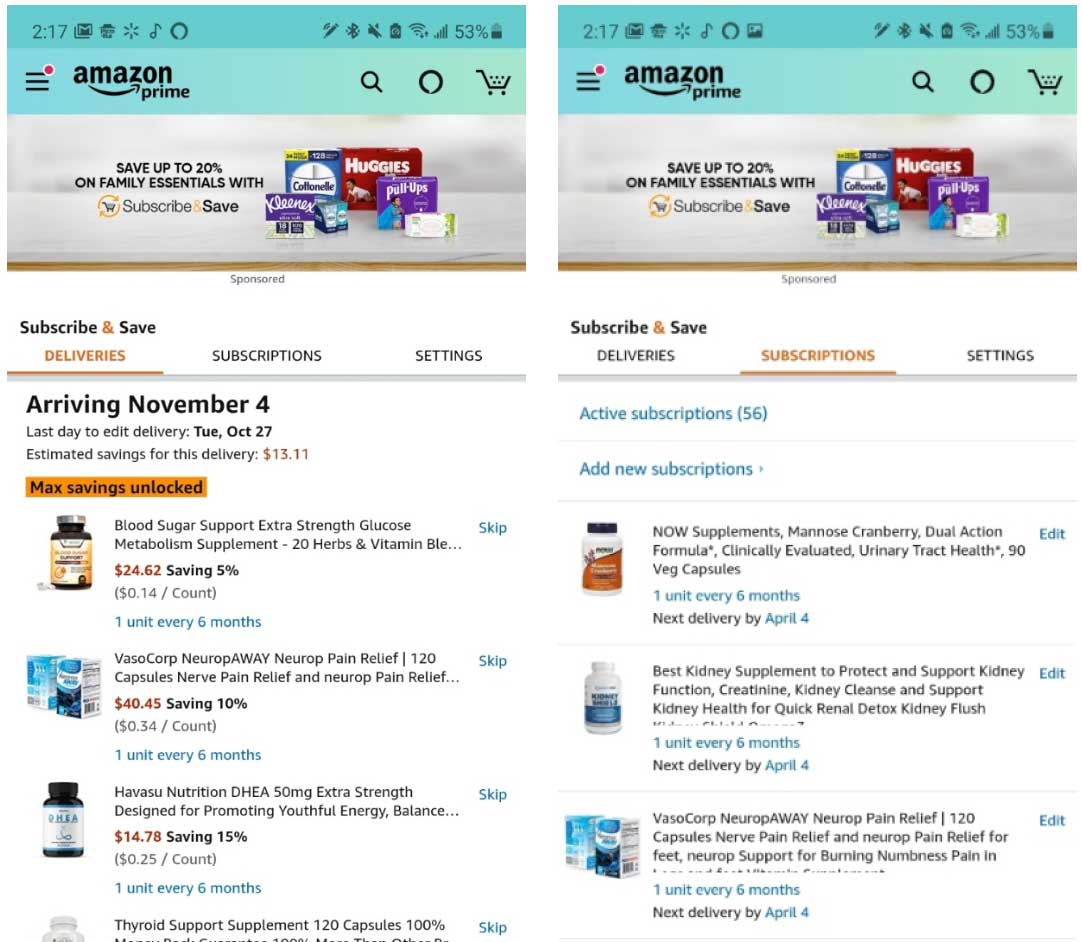 2:17
53%
amazon
prime
SAVE UP TO 20%
ON FAMILY ESSENTIALS WITH
Subscribe&Save
Cottonelle
HUGGIES
Pull-Ups
Kleenex
Sponsored
Subscribe & Save
DELIVERIES
SUBSCRIPTIONS
SETTINGS
Arriving November 4
Last day to edit delivery: Tue, Oct 27
Estimated savings for this delivery: $13.11
Max savings unlocked
Blood Sugar Support Extra Strength Glucose
Metabolism Supplement - 20 Herbs & Vitamin Ble...
Skip
$24.62 Saving 5%
($0.14 / Count)
1 unit every 6 months
VasoCorp NeuropAWAY Neurop Pain Relief | 120
Capsules Nerve Pain Relief and neurop Pain Relief...
Skip
$40.45 Saving 10%
($0.34 / Count)
1 unit every 6 months
DHEA
Havasu Nutrition DHEA 50mg Extra Strength
Designed for Promoting Youthful Energy, Balance...
Skip
$14.78 Saving 15%
($0.25 / Count)
1 unit every 6 months
Thyroid Support Supplement 120 Capsules 100%
Skip
2:17
53%
amazon
prime
SAVE UP TO 20%
ON FAMILY ESSENTIALS WITH
Subscribe&Save
Cottonelle
HUGGIES
Pull-Ups
Kleenex
Sponsored
Subscribe & Save
DELIVERIES
SUBSCRIPTIONS
SETTINGS
Active subscriptions (56)
Add new subscriptions ›
NOW Supplements, Mannose Cranberry, Dual Action
Formula*, Clinically Evaluated, Urinary Tract Health*, 90
Veg Capsules
Edit
1 unit every 6 months
Next delivery by April 4
KIDNEY
SHIELD
Best Kidney Supplement to Protect and Support Kidney
Function, Creatinine, Kidney Cleanse and Support
Kidney Health for Quick Renal Detox Kidney Flush
Edit
1 unit every 6 months
Next delivery by April 4
VasoCorp NeuropAWAY Neurop Pain Relief | 120
Capsules Nerve Pain Relief and neurop Pain Relief for
feet, neurop Support for Burning Numbness Pain in
Edit
1 unit every 6 months
Next delivery by April 4